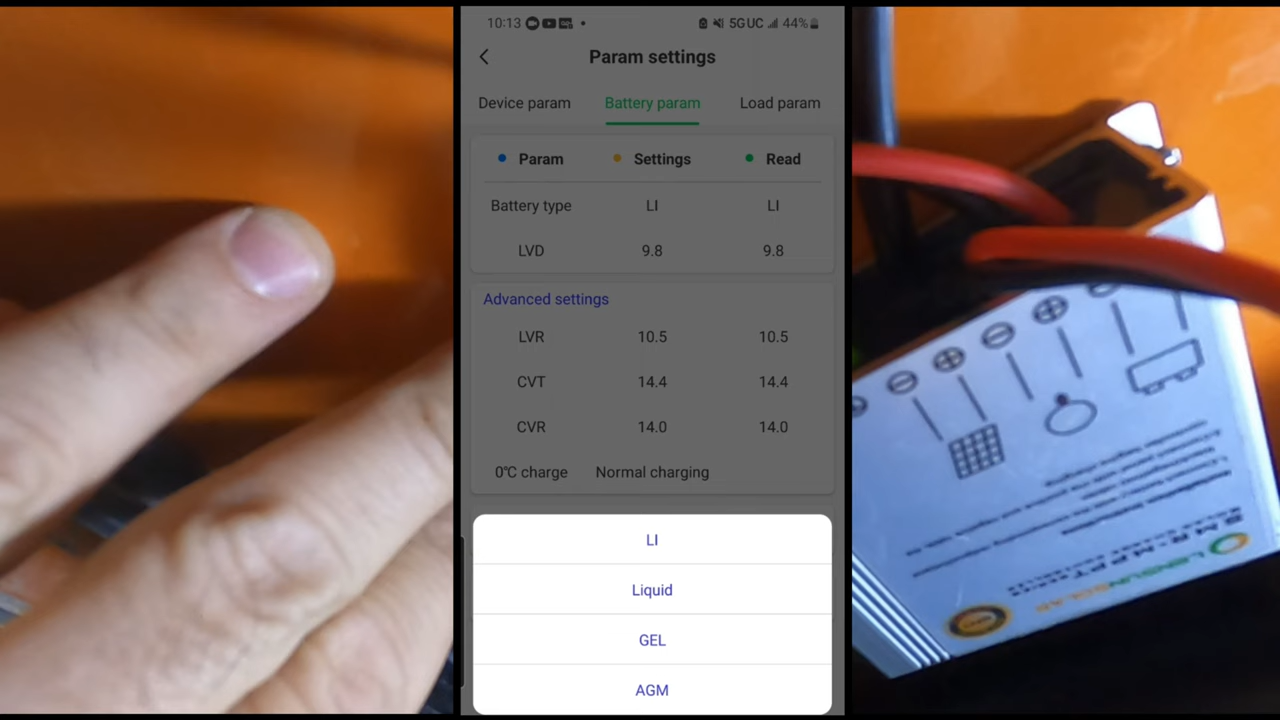 10:13
5GUC
44%
Param settings
Device param
Battery param
Load param
Param
Settings
Read
Battery type
LI
LI
LVD
9.8
9.8
Advanced settings
LVR
10.5
10.5
CVT
14.4
14.4
CVR
14.0
14.0
0℃ charge
Normal charging
LI
Liquid
GEL
AGM
LENSUNSOLAR